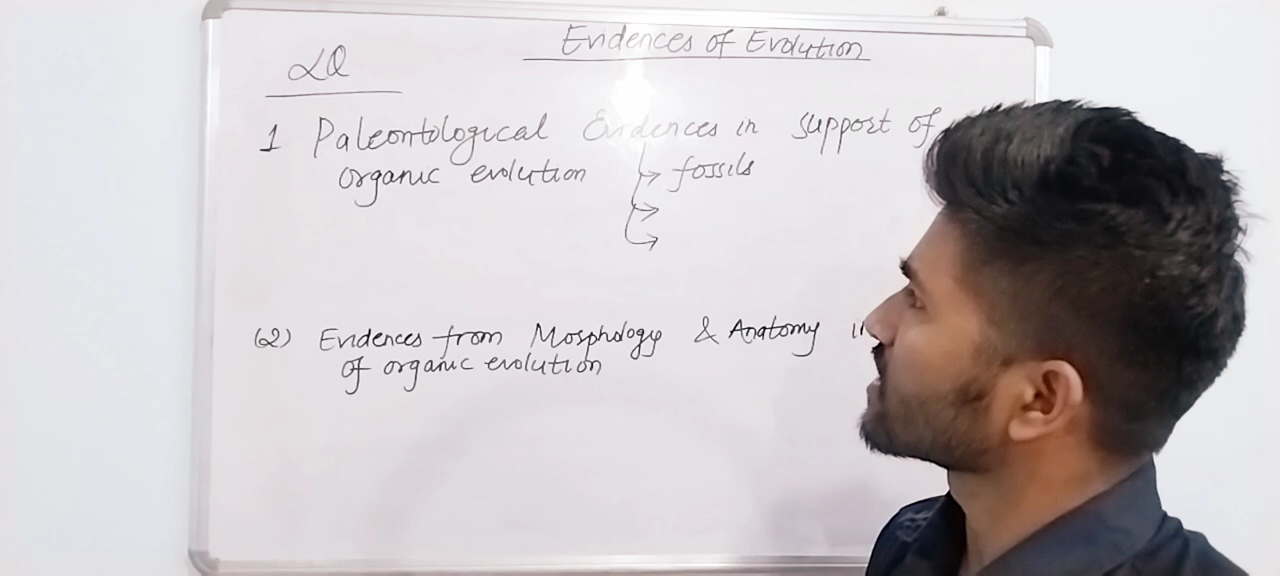 Evidences of Evolution
LQ
1 Paleontological Evidences in support of
organic evolution
→ fossils
(2) Evidences from Morphology & Anatomy
of organic evolution